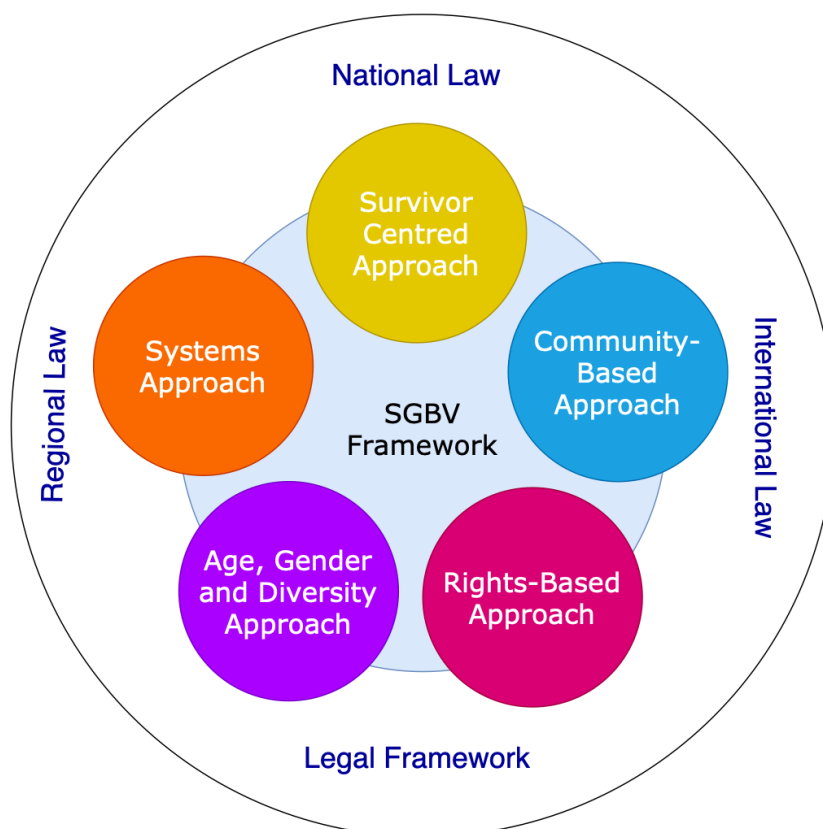 National Law
Survivor
Centred
Approach
Systems
Approach
Community-
Based
Approach
Regional Law
International Law
SGBV
Framework
Age, Gender
and Diversity
Approach
Rights-Based
Approach
Legal Framework